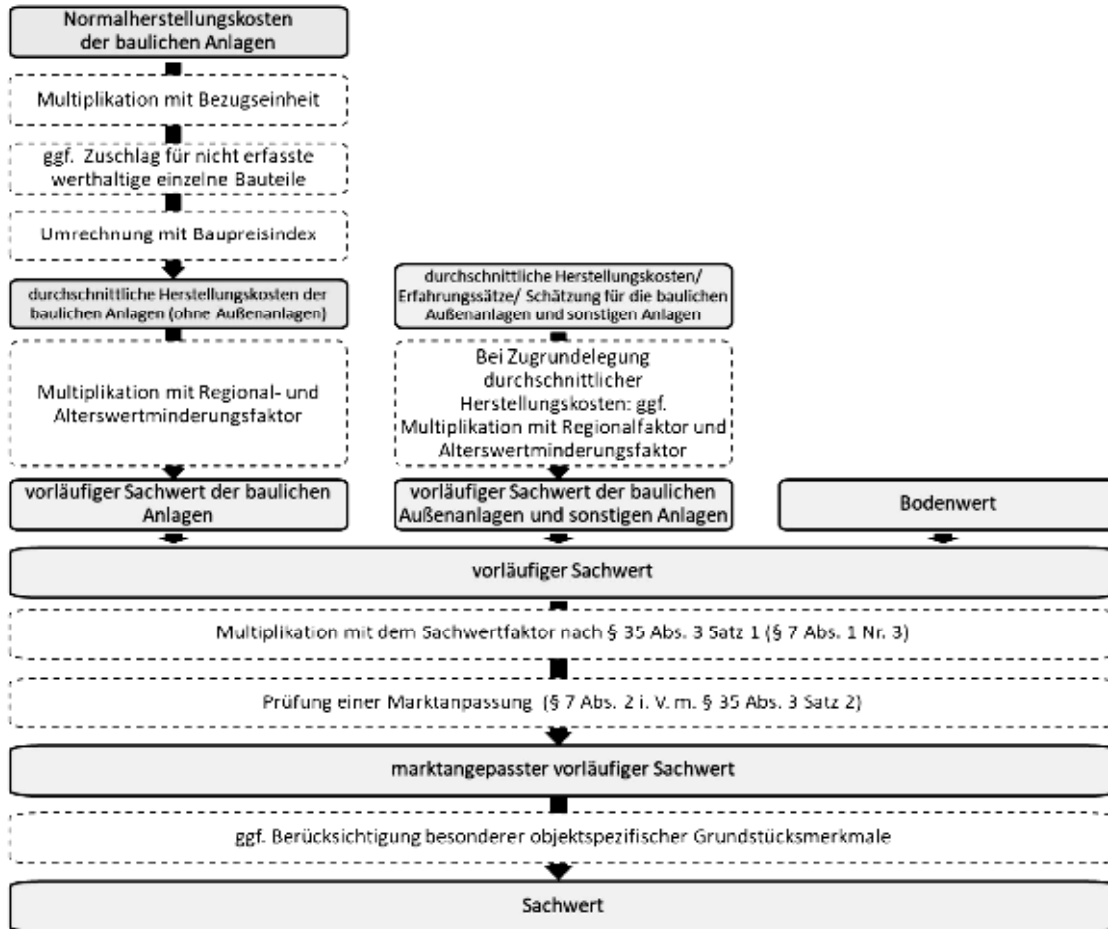 Normalherstellungskosten
der baulichen Anlagen
Multiplikation mit Bezugseinheit
ggf. Zuschlag für nicht erfasste
werthaltige einzelne Bauteile
Umrechnung mit Baupreisindex
durchschnittliche Herstellungskosten der
baulichen Anlagen (ohne Außenanlagen)
Multiplikation mit Regional- und
Alterswertminderungsfaktor
vorläufiger Sachwert der baulichen
Anlagen
durchschnittliche Herstellungskosten/
Erfahrungssätze/ Schätzung für die baulichen
Außenanlagen und sonstigen Anlagen
Bei Zugrundelegung
durchschnittlicher
Herstellungskosten: ggf.
Multiplikation mit Regionalfaktor und
Alterswertminderungsfaktor
vorläufiger Sachwert der baulichen
Außenanlagen und sonstigen Anlagen
Bodenwert
vorläufiger Sachwert
Multiplikation mit dem Sachwertfaktor nach § 35 Abs. 3 Satz 1 (§ 7 Abs. 1 Nr. 3)
Prüfung einer Marktanpassung (§ 7 Abs. 2 i. V. m. § 35 Abs. 3 Satz 2)
marktangepasster vorläufiger Sachwert
ggf. Berücksichtigung besonderer objektspezifischer Grundstücksmerkmale
Sachwert